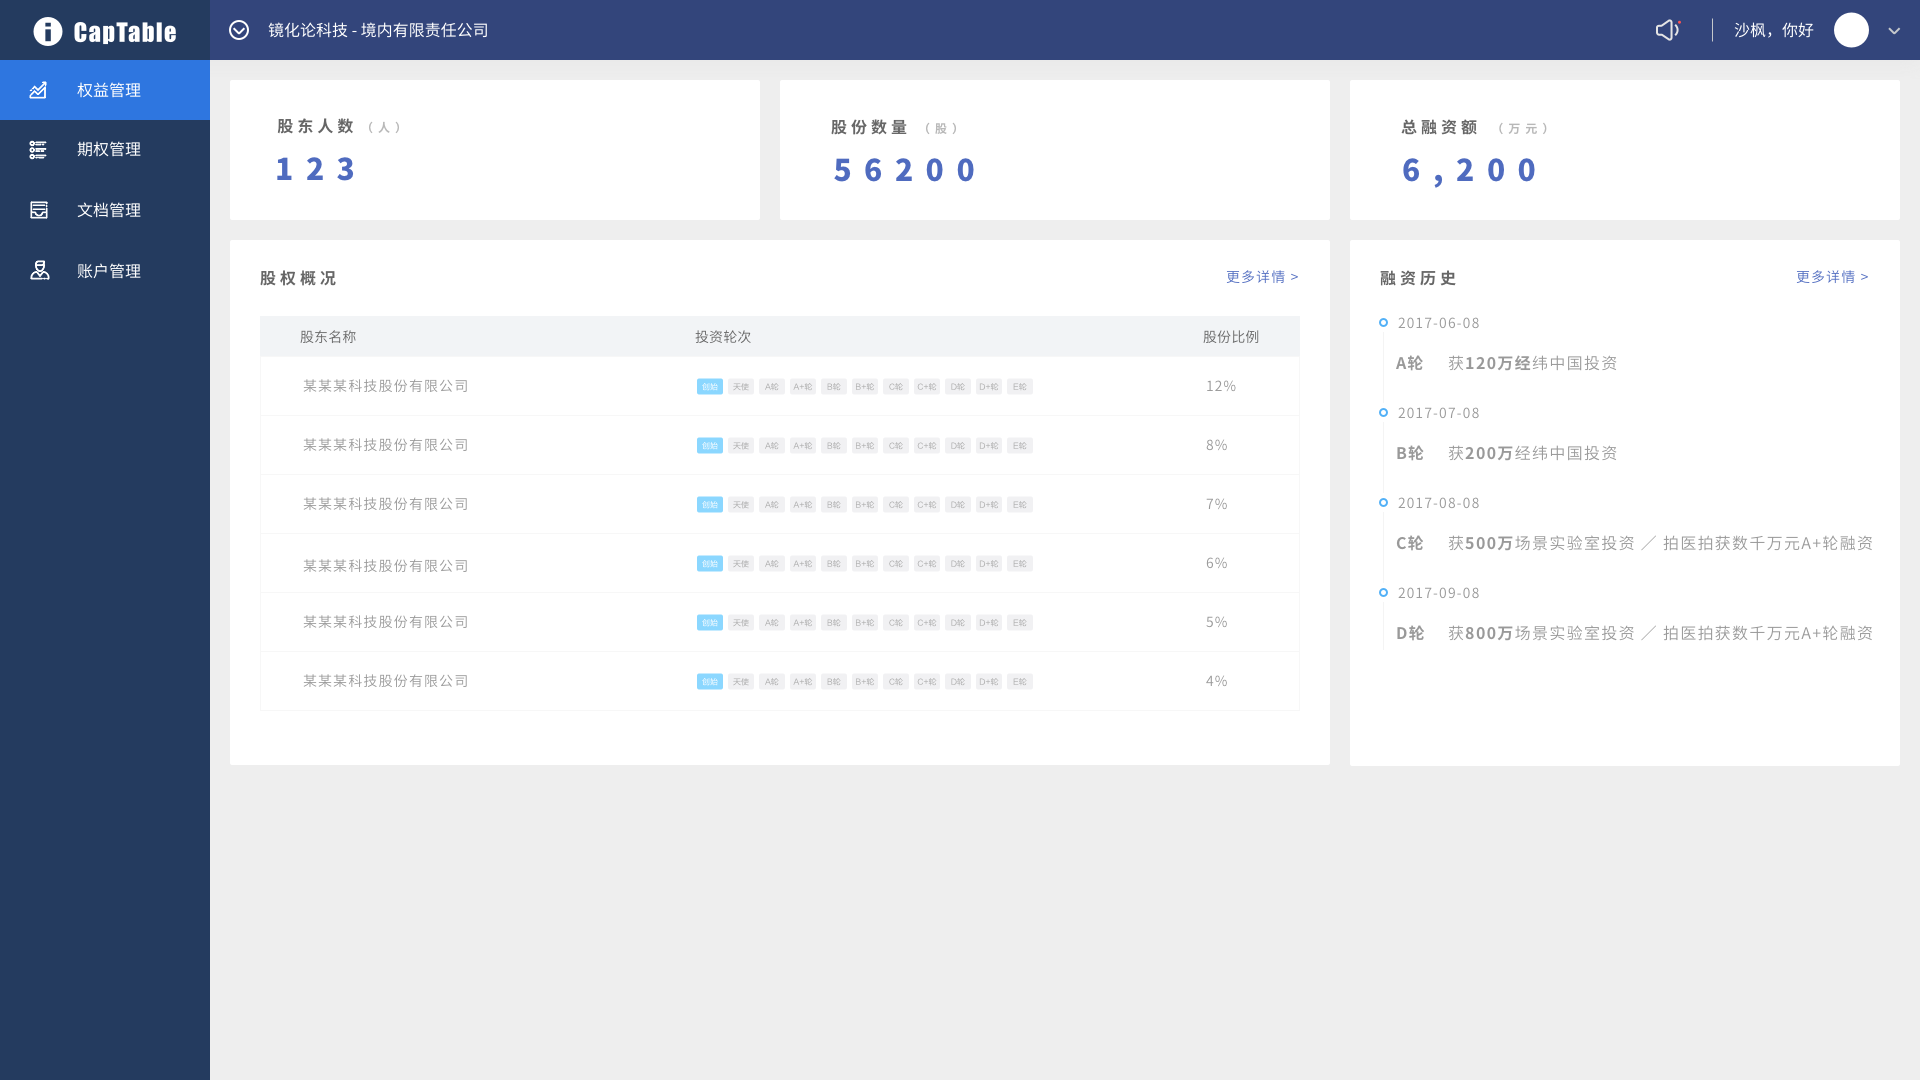 CapTable
镜化论科技 - 境内有限责任公司
沙枫，你好
权益管理
期权管理
文档管理
账户管理
股东人数 （人）
123
股份数量 （股）
56200
总融资额 （万元）
6,200
股权概况
更多详情 >
股东名称 投资轮次 股份比例
某某某科技股份有限公司 创始 天使 A轮 A+轮 B轮 B+轮 C轮 C+轮 D轮 D+轮 E轮 12%
某某某科技股份有限公司 创始 天使 A轮 A+轮 B轮 B+轮 C轮 C+轮 D轮 D+轮 E轮 8%
某某某科技股份有限公司 创始 天使 A轮 A+轮 B轮 B+轮 C轮 C+轮 D轮 D+轮 E轮 7%
某某某科技股份有限公司 创始 天使 A轮 A+轮 B轮 B+轮 C轮 C+轮 D轮 D+轮 E轮 6%
某某某科技股份有限公司 创始 天使 A轮 A+轮 B轮 B+轮 C轮 C+轮 D轮 D+轮 E轮 5%
某某某科技股份有限公司 创始 天使 A轮 A+轮 B轮 B+轮 C轮 C+轮 D轮 D+轮 E轮 4%
融资历史
更多详情 >
2017-06-08
A轮 获120万经纬中国投资
2017-07-08
B轮 获200万经纬中国投资
2017-08-08
C轮 获500万场景实验室投资 ／ 拍医拍获数千万元A+轮融资
2017-09-08
D轮 获800万场景实验室投资 ／ 拍医拍获数千万元A+轮融资